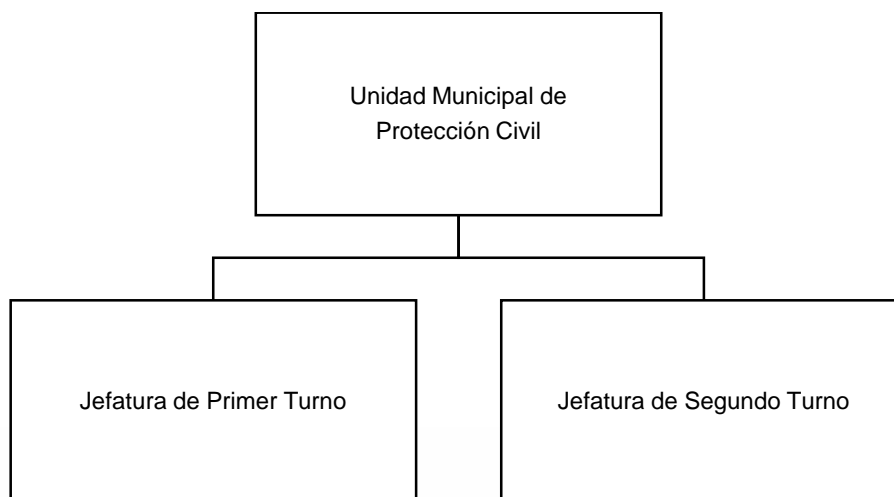 Unidad Municipal de
Protección Civil
Jefatura de Primer Turno
Jefatura de Segundo Turno